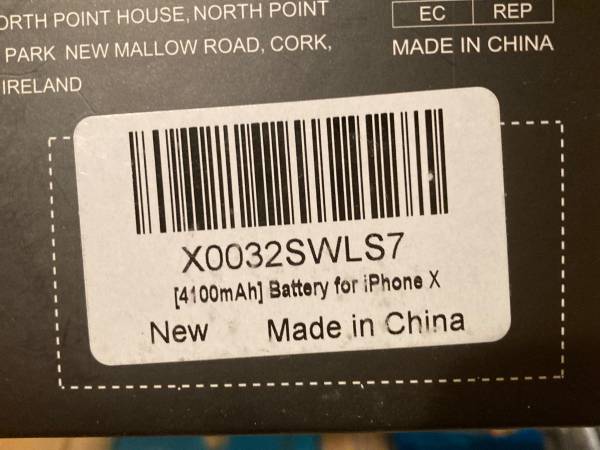 ORTH POINT HOUSE, NORTH POINT
PARK NEW MALLOW ROAD, CORK,
IRELAND
EC REP
MADE IN CHINA
X0032SWLS7
[4100mAh] Battery for iPhone X
New Made in China